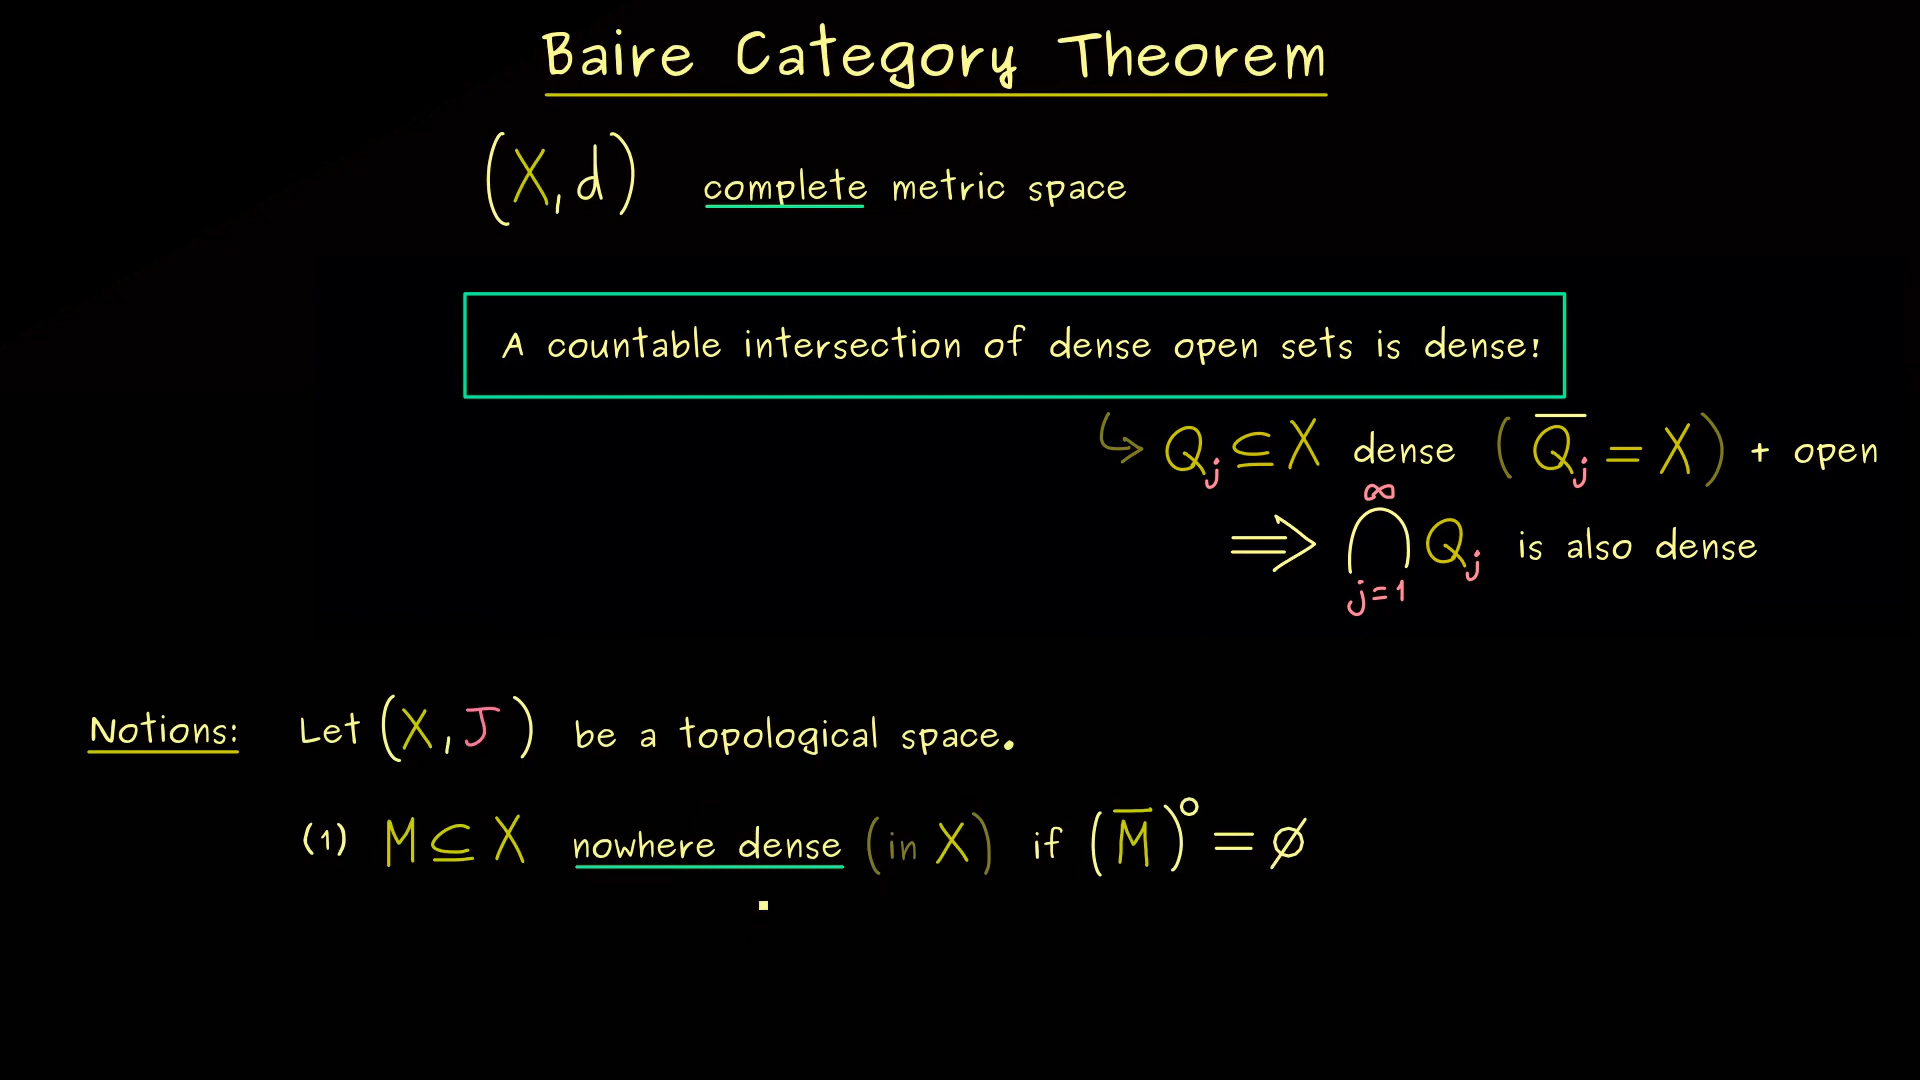 Baire Category Theorem
(X, d) complete metric space
A countable intersection of dense open sets is dense!
↳ Qⱼ ⊆ X dense ( Q̅ⱼ = X ) + open
⟹ ⋂_{j=1}^{∞} Qⱼ is also dense
Notions: Let (X, J) be a topological space.
(1) M ⊆ X nowhere dense (in X) if (M̅)° = ∅